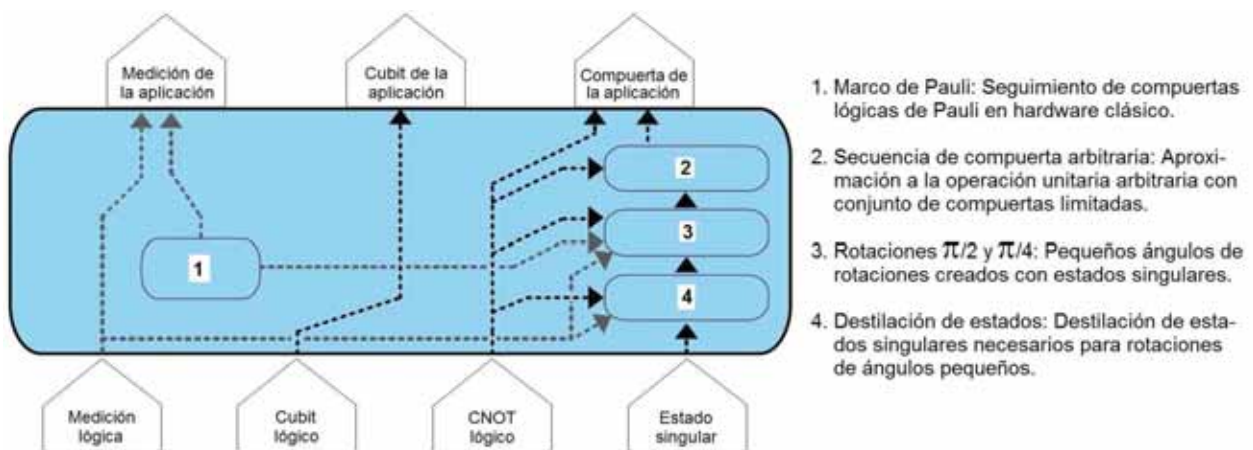 Medición de
la aplicación
Cubit de la
aplicación
Compuerta de
la aplicación
1
2
3
4
Medición
lógica
Cubit
lógico
CNOT
lógico
Estado
singular
1. Marco de Pauli: Seguimiento de compuertas
lógicas de Pauli en hardware clásico.
2. Secuencia de compuerta arbitraria: Aproxi-
mación a la operación unitaria arbitraria con
conjunto de compuertas limitadas.
3. Rotaciones π/2 y π/4: Pequeños ángulos de
rotaciones creados con estados singulares.
4. Destilación de estados: Destilación de esta-
dos singulares necesarios para rotaciones
de ángulos pequeños.